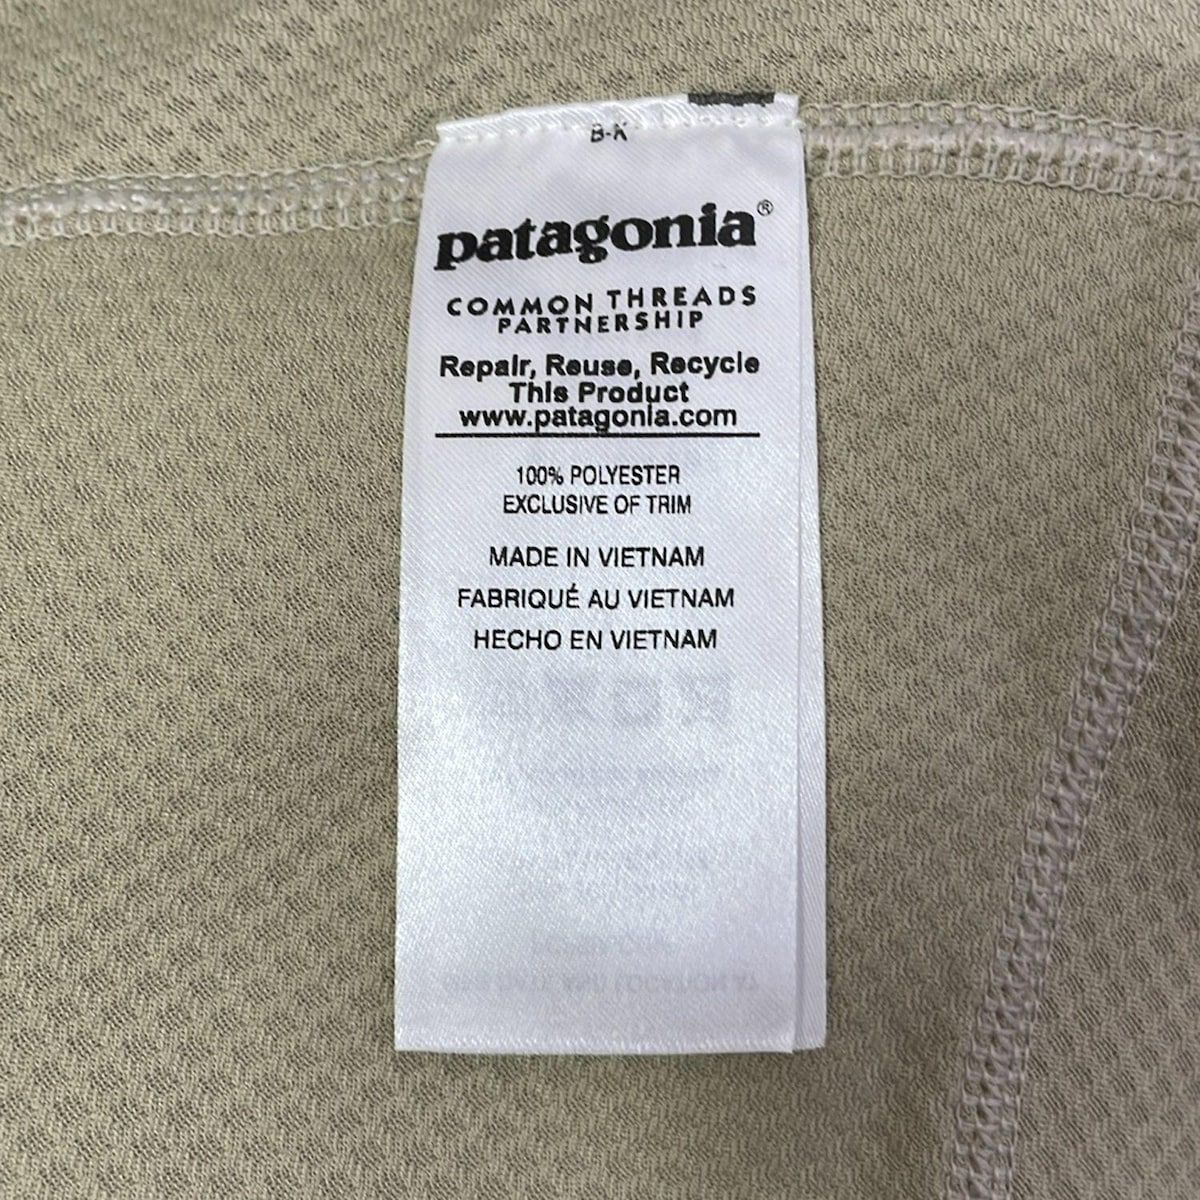 B-K
patagonia®
COMMON THREADS
PARTNERSHIP
Repair, Reuse, Recycle
This Product
www.patagonia.com
100% POLYESTER
EXCLUSIVE OF TRIM
MADE IN VIETNAM
FABRIQUÉ AU VIETNAM
HECHO EN VIETNAM